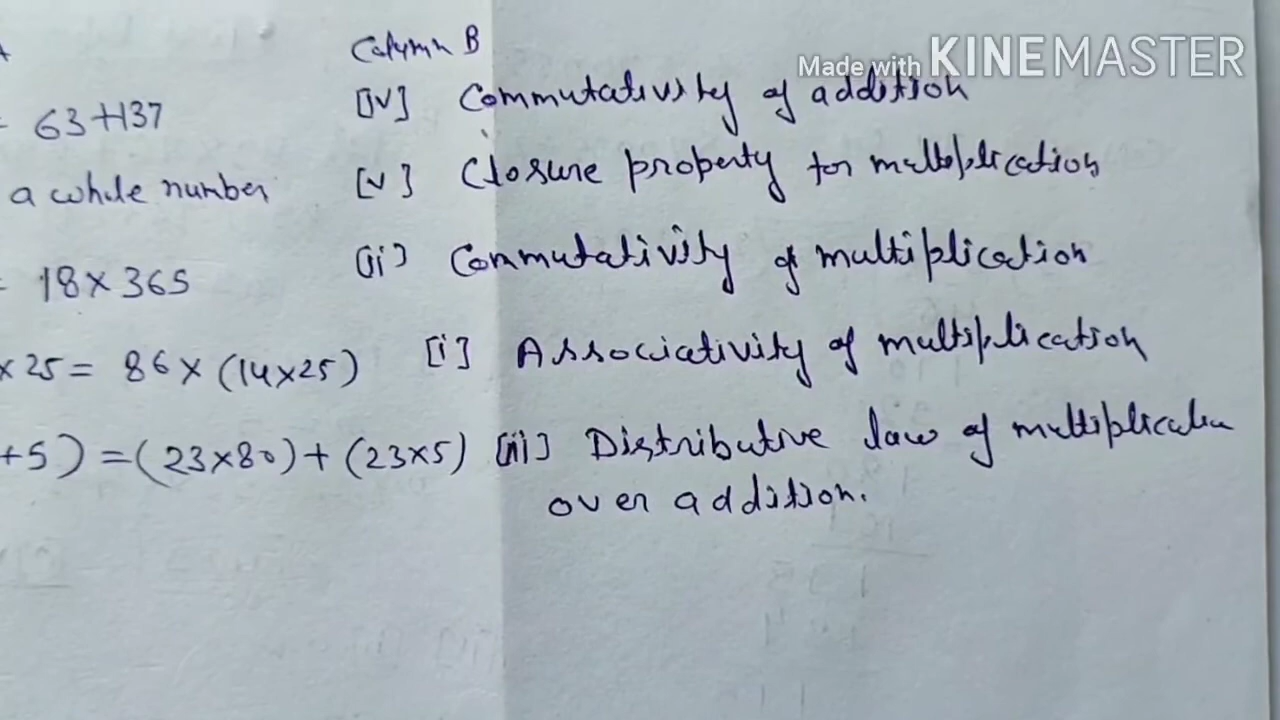 Column B
Made with KINEMASTER
= 63+137
[iv] Commutativity of addition
a whole number
[v] Closure property for multiplication
= 18×365
[ii] Commutativity of multiplication
×25 = 86×(14×25)
[i] Associativity of multiplication
+5) = (23×80)+(23×5)
[iii] Distributive law of multiplication
over addition.